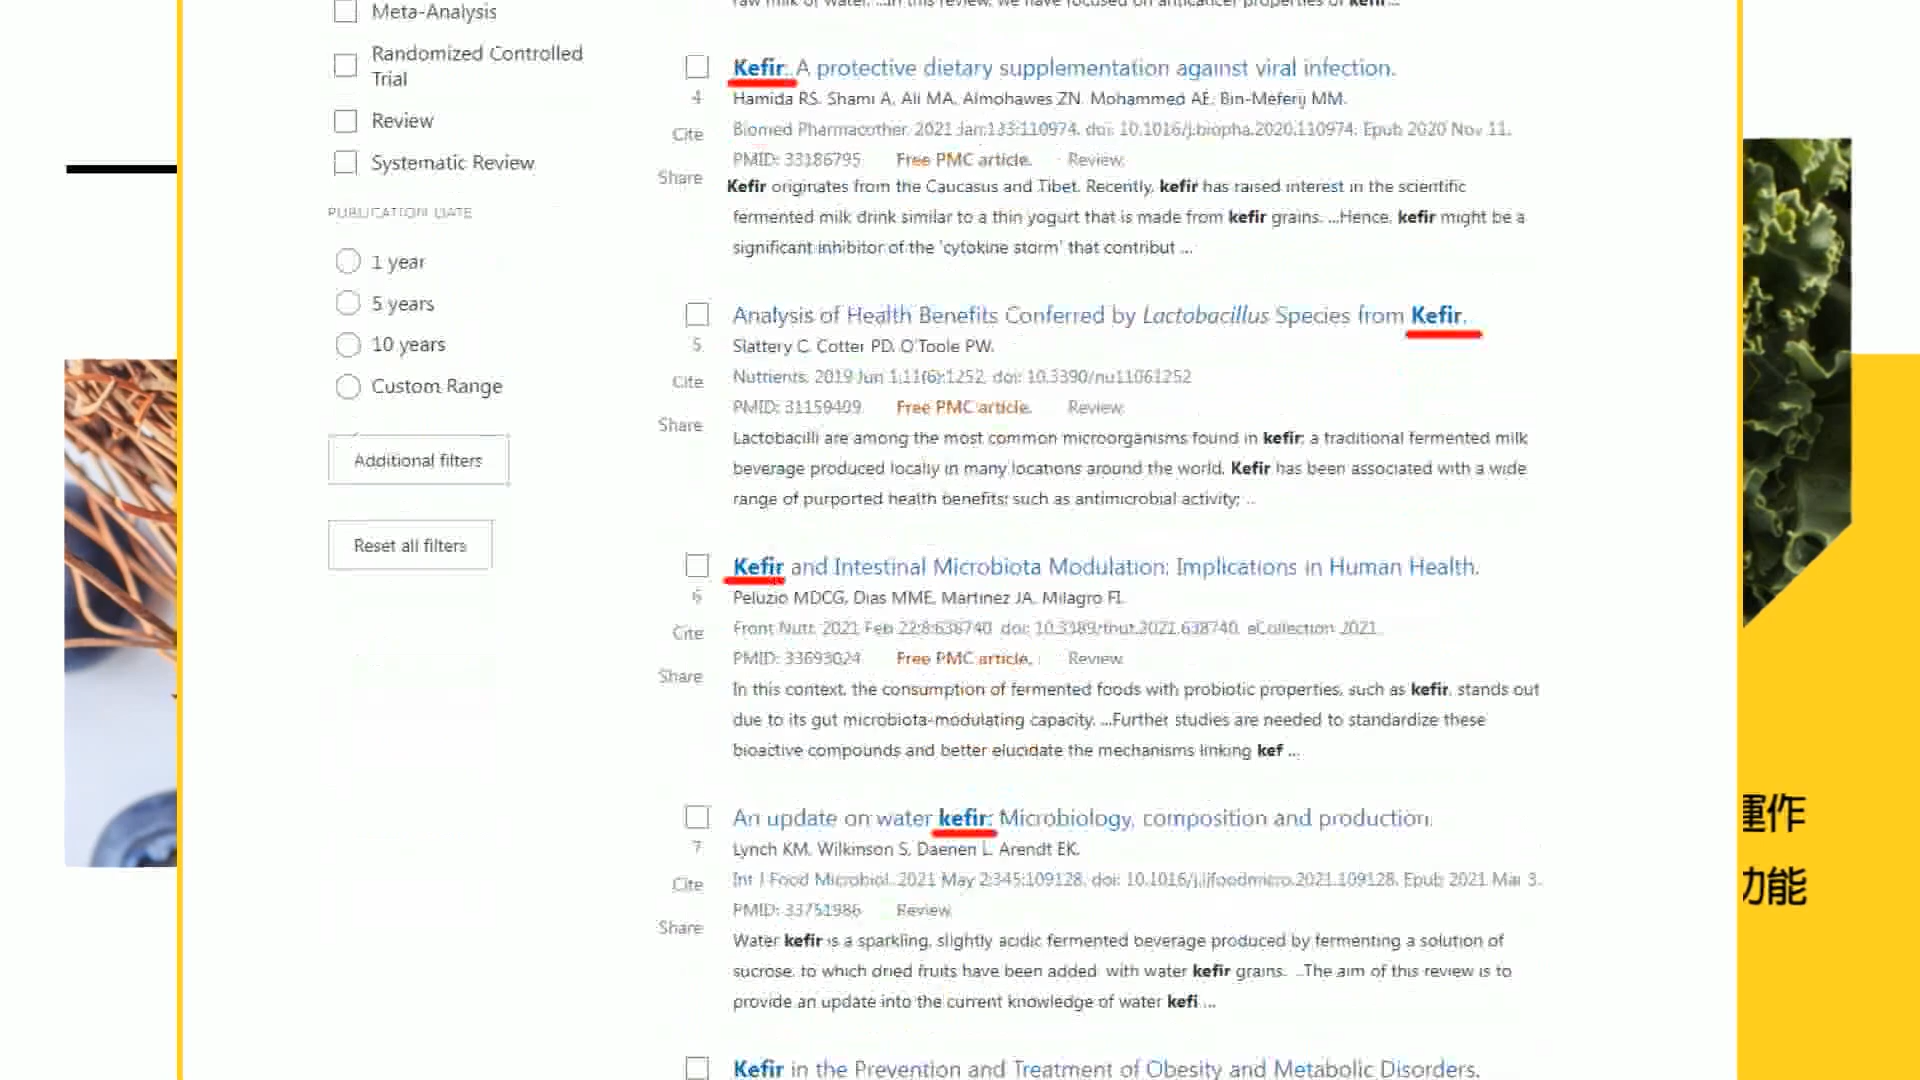 Meta-Analysis
Randomized Controlled
Trial
Review
Systematic Review
PUBLICATION DATE
1 year
5 years
10 years
Custom Range
Additional filters
Reset all filters
Kefir: A protective dietary supplementation against viral infection.
4
Hamida RS, Shami A, Ali MA, Almohawes ZN, Mohammed AE, Bin-Meferij MM.
Cite
Biomed Pharmacother. 2021 Jan;133:110974. doi: 10.1016/j.biopha.2020.110974. Epub 2020 Nov 11.
PMID: 33186795 Free PMC article. Review.
Share
Kefir originates from the Caucasus and Tibet. Recently, kefir has raised interest in the scientific
fermented milk drink similar to a thin yogurt that is made from kefir grains. ...Hence, kefir might be a
significant inhibitor of the 'cytokine storm' that contribut ...
Analysis of Health Benefits Conferred by Lactobacillus Species from Kefir.
5
Slattery C, Cotter PD, O'Toole PW.
Cite
Nutrients. 2019 Jun 1;11(6):1252. doi: 10.3390/nu11061252
PMID: 31159409 Free PMC article. Review.
Share
Lactobacilli are among the most common microorganisms found in kefir; a traditional fermented milk
beverage produced locally in many locations around the world. Kefir has been associated with a wide
range of purported health benefits; such as antimicrobial activity; ...
Kefir and Intestinal Microbiota Modulation: Implications in Human Health.
6
Peluzio MDCG, Dias MME, Martinez JA, Milagro FI.
Cite
Front Nutr. 2021 Feb 22;8:638740. doi: 10.3389/fnut.2021.638740. eCollection 2021.
PMID: 33693024 Free PMC article. Review.
Share
In this context, the consumption of fermented foods with probiotic properties, such as kefir, stands out
due to its gut microbiota-modulating capacity. ...Further studies are needed to standardize these
bioactive compounds and better elucidate the mechanisms linking kef ...
An update on water kefir: Microbiology, composition and production.
7
Lynch KM, Wilkinson S, Daenen L, Arendt EK.
Cite
Int J Food Microbiol. 2021 May 2;345:109128. doi: 10.1016/j.ijfoodmicro.2021.109128. Epub 2021 Mar 3.
PMID: 33751986 Review.
Share
Water kefir is a sparkling, slightly acidic fermented beverage produced by fermenting a solution of
sucrose, to which dried fruits have been added, with water kefir grains. ...The aim of this review is to
provide an update into the current knowledge of water kefi ...
Kefir in the Prevention and Treatment of Obesity and Metabolic Disorders.
運作
功能